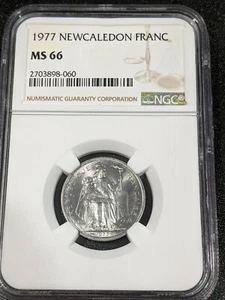 1977 NEWCALEDON FRANC
MS 66
2703898-060
NUMISMATIC GUARANTY CORPORATION
NGC